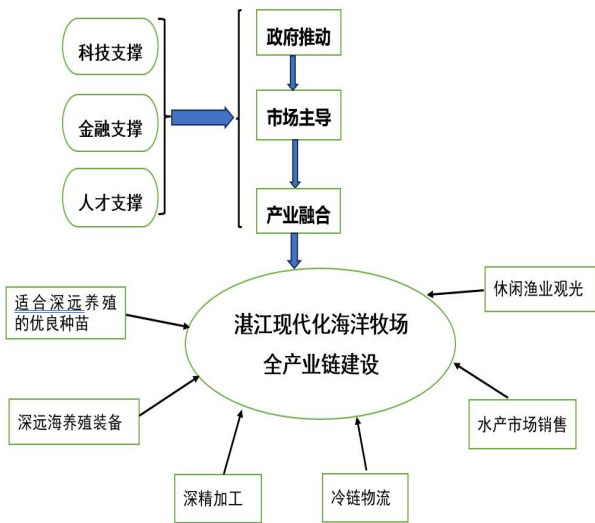 科技支撑
金融支撑
人才支撑
政府推动
市场主导
产业融合
湛江现代化海洋牧场
全产业链建设
适合深远养殖
的优良种苗
深远海养殖装备
深精加工
冷链物流
水产市场销售
休闲渔业观光